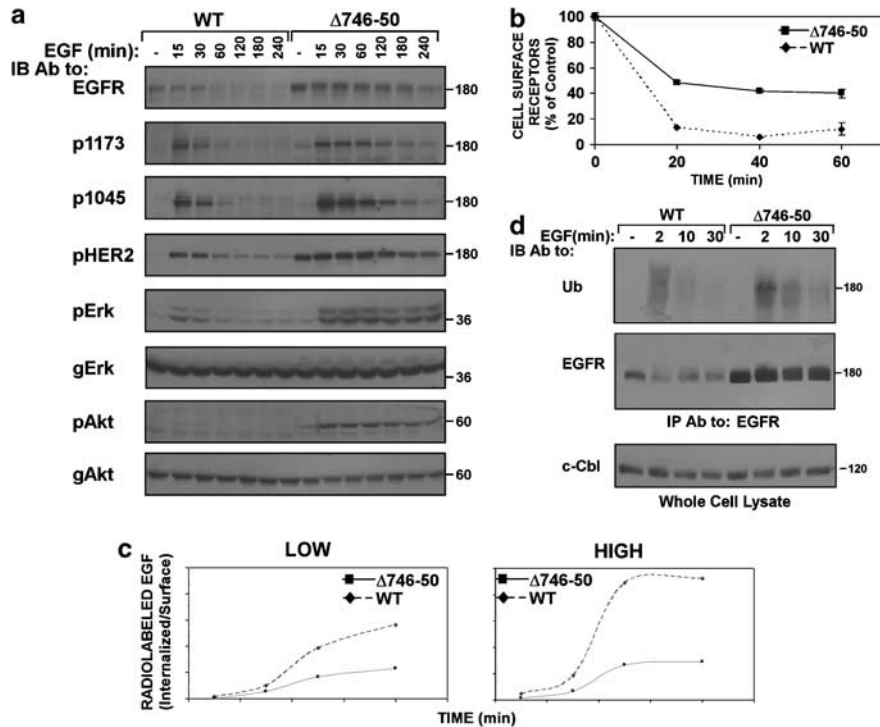 a
WT
Δ746-50
EGF (min): - 15 30 60 120 180 240 - 15 30 60 120 180 240
IB Ab to:
EGFR
180
p1173
180
p1045
180
pHER2
180
pErk
36
gErk
36
pAkt
60
gAkt
60
b
CELL SURFACE
RECEPTORS
(% of Control)
100
80
60
40
20
0
Δ746-50
WT
0 20 40 60
TIME (min)
d
WT
Δ746-50
EGF(min): - 2 10 30 - 2 10 30
IB Ab to:
Ub
180
EGFR
180
IP Ab to: EGFR
c-Cbl
120
Whole Cell Lysate
c
LOW
HIGH
RADIOLABELED EGF
(Internalized/Surface)
Δ746-50
WT
Δ746-50
WT
TIME (min)